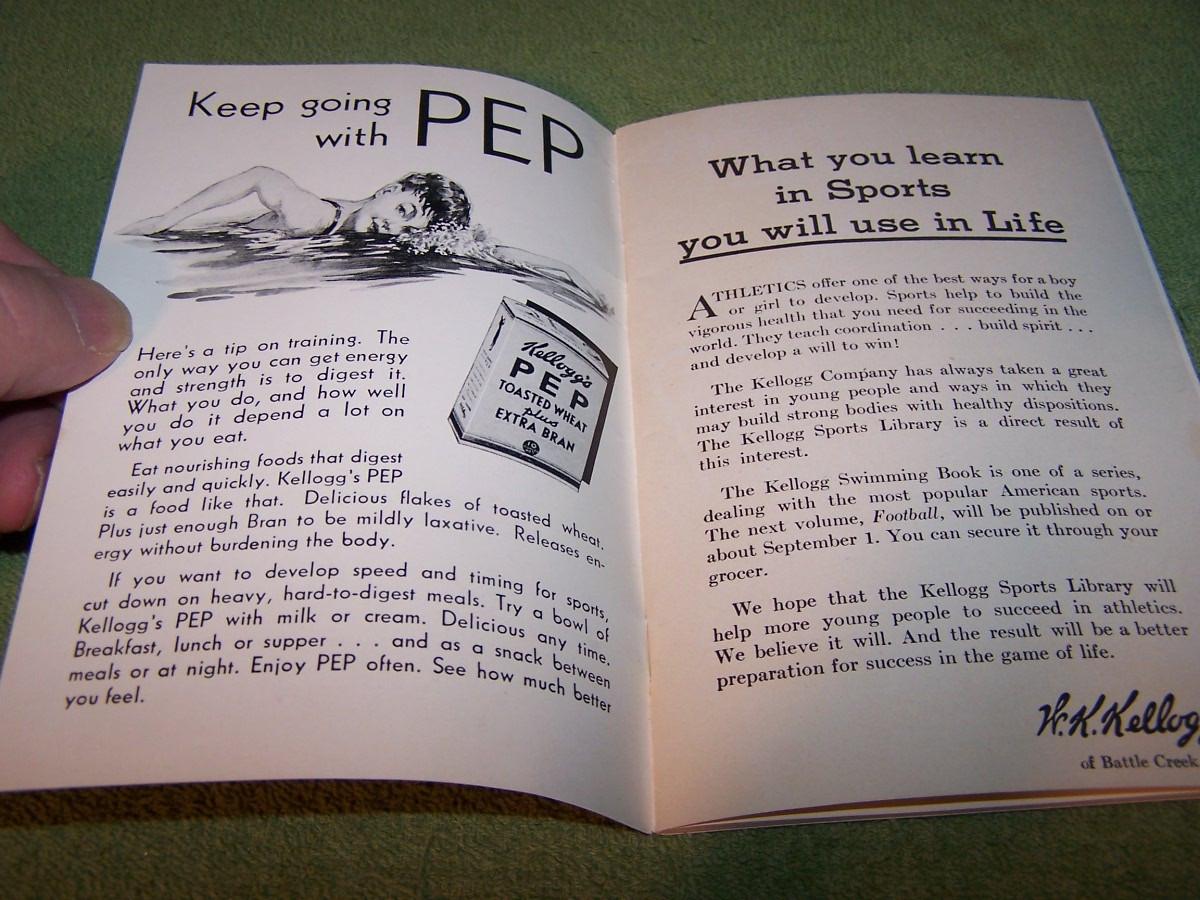 Keep going
with PEP
Here's a tip on training. The
only way you can get energy
and strength is to digest it.
What you do, and how well
you do it depend a lot on
what you eat.
Kellogg's
PEP
TOASTED WHEAT
plus
EXTRA BRAN
Eat nourishing foods that digest
easily and quickly. Kellogg's PEP
is a food like that. Delicious flakes of toasted wheat.
Plus just enough Bran to be mildly laxative. Releases en-
ergy without burdening the body.
If you want to develop speed and timing for sports,
cut down on heavy, hard-to-digest meals. Try a bowl of
Kellogg's PEP with milk or cream. Delicious any time.
Breakfast, lunch or supper . . . and as a snack between
meals or at night. Enjoy PEP often. See how much better
you feel.
What you learn
in Sports
you will use in Life
ATHLETICS offer one of the best ways for a boy
or girl to develop. Sports help to build the
vigorous health that you need for succeeding in the
world. They teach coordination . . . build spirit . . .
and develop a will to win!
The Kellogg Company has always taken a great
interest in young people and ways in which they
may build strong bodies with healthy dispositions.
The Kellogg Sports Library is a direct result of
this interest.
The Kellogg Swimming Book is one of a series,
dealing with the most popular American sports.
The next volume, Football, will be published on or
about September 1. You can secure it through your
grocer.
We hope that the Kellogg Sports Library will
help more young people to succeed in athletics.
We believe it will. And the result will be a better
preparation for success in the game of life.
W.K.Kellog
of Battle Creek